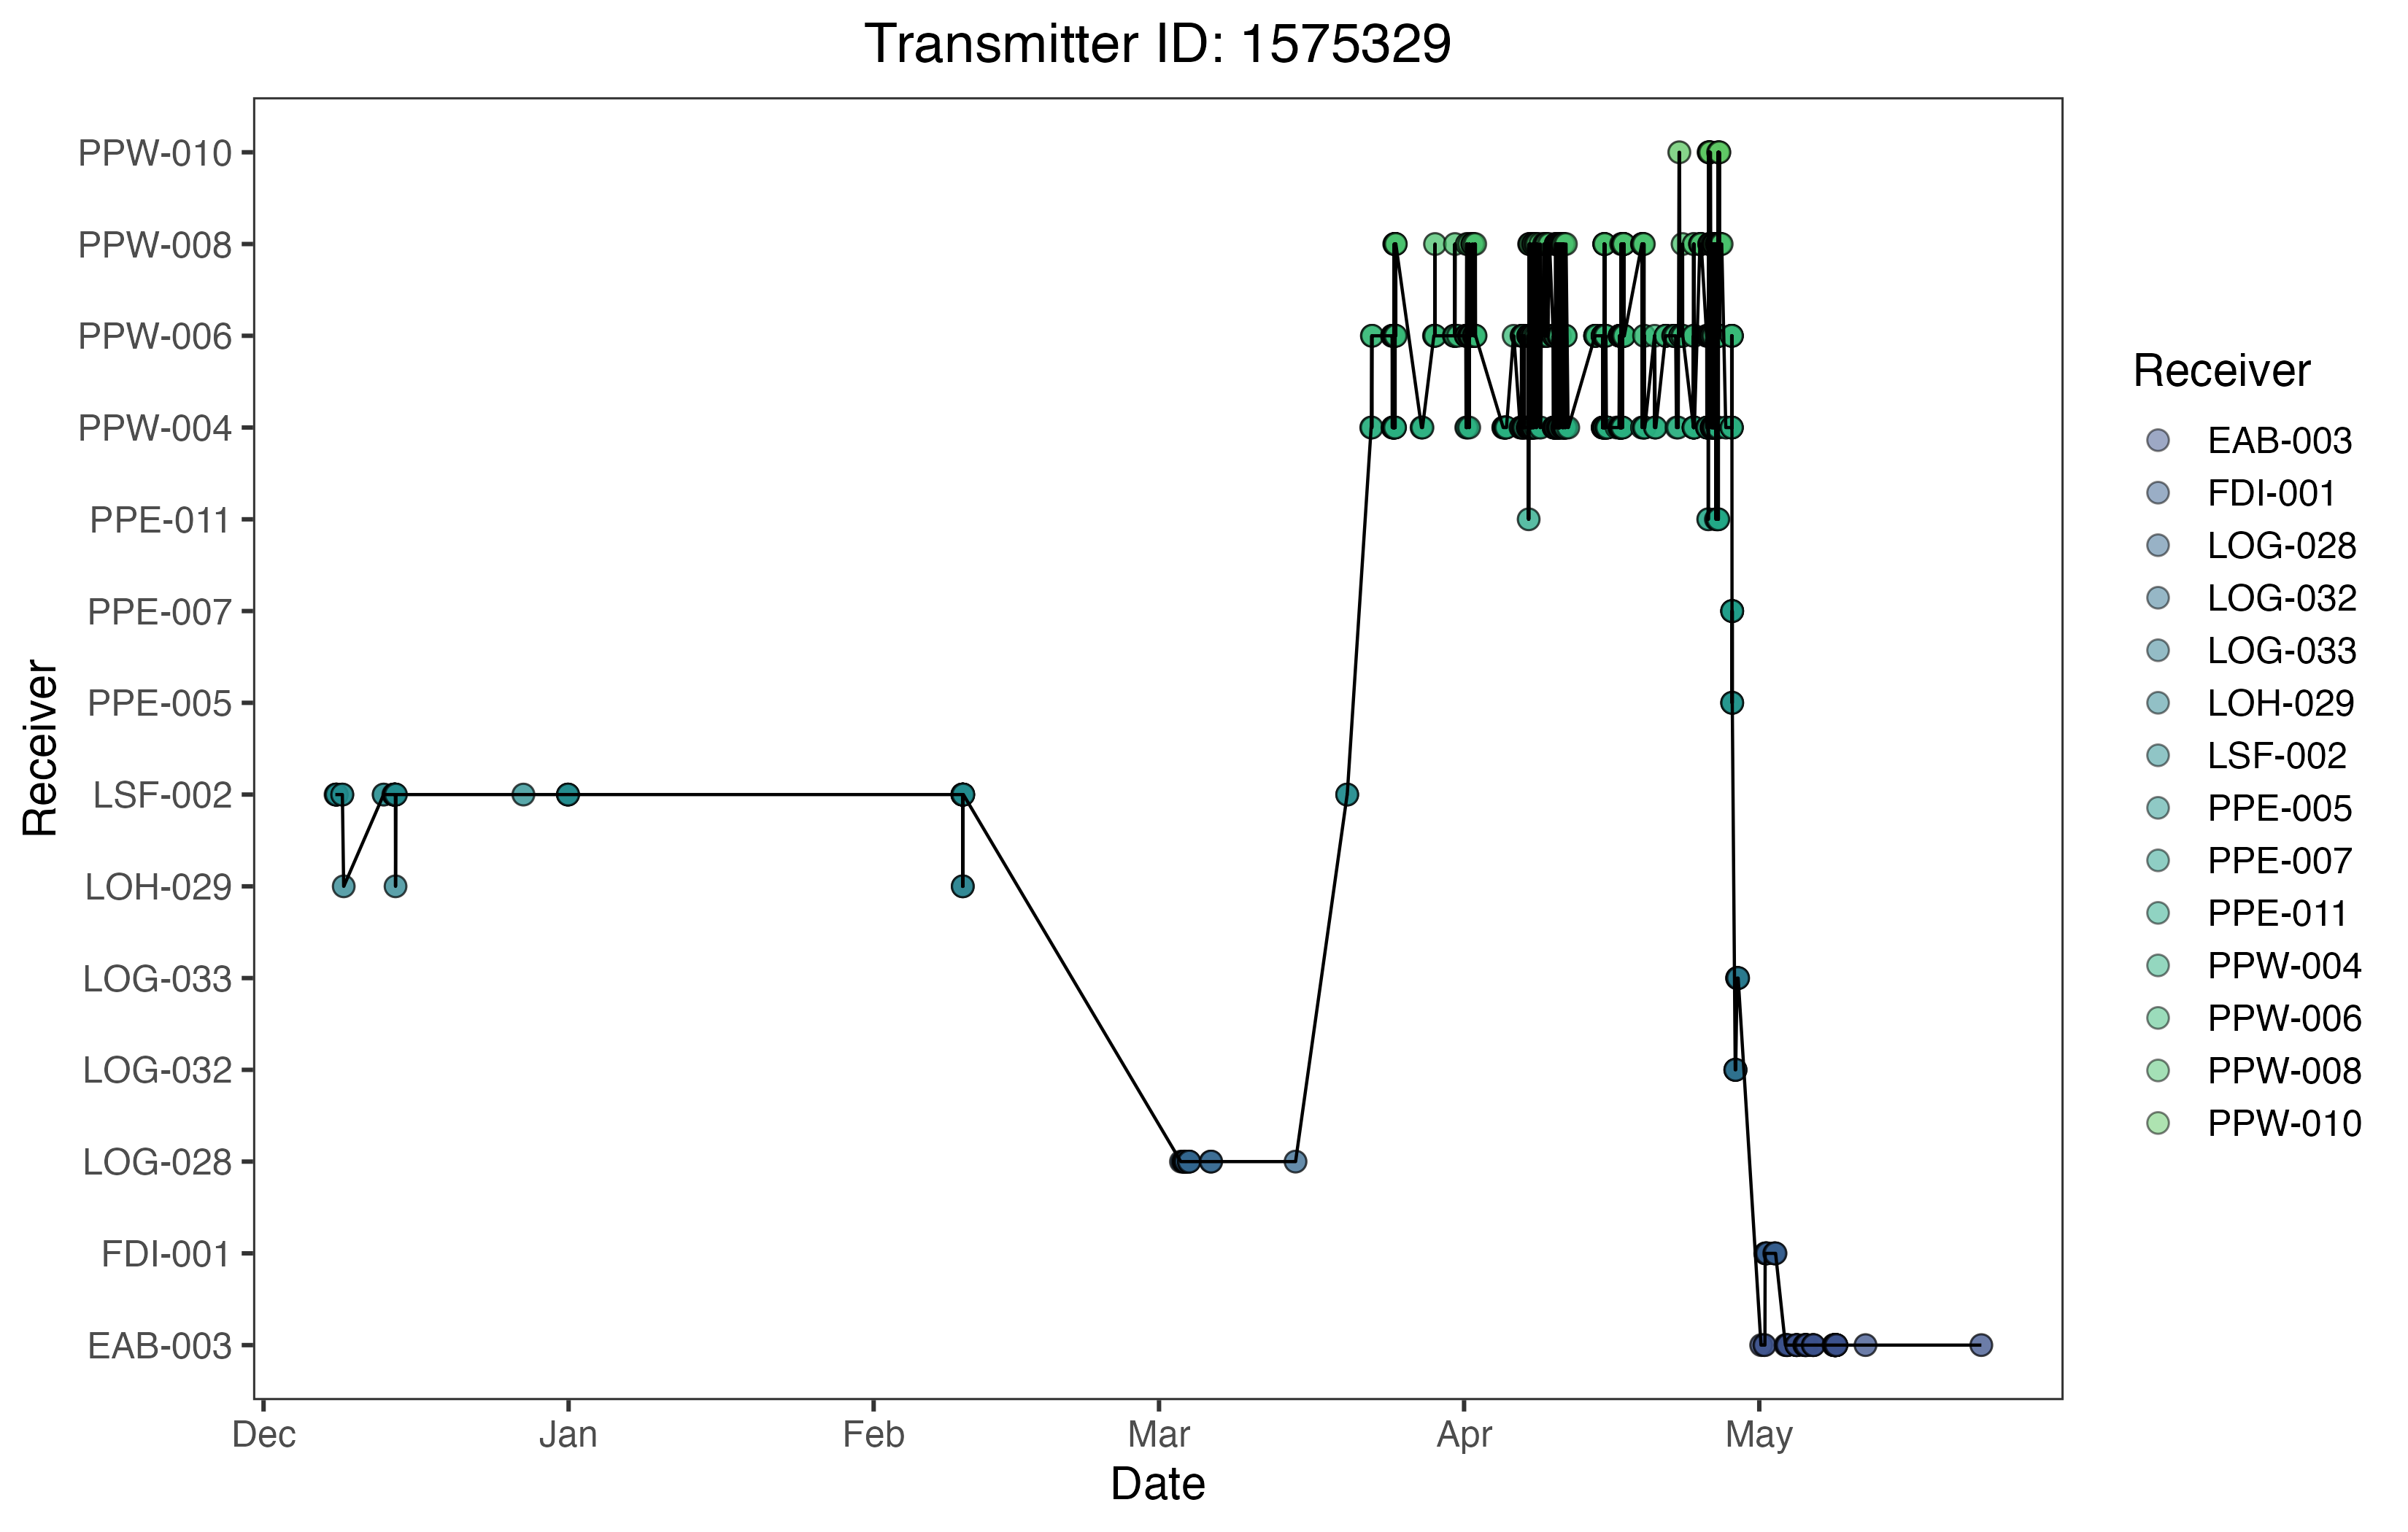 Transmitter ID: 1575329
Receiver
PPW-010
PPW-008
PPW-006
PPW-004
PPE-011
PPE-007
PPE-005
LSF-002
LOH-029
LOG-033
LOG-032
LOG-028
FDI-001
EAB-003
Dec Jan Feb Mar Apr May
Date
Receiver
EAB-003
FDI-001
LOG-028
LOG-032
LOG-033
LOH-029
LSF-002
PPE-005
PPE-007
PPE-011
PPW-004
PPW-006
PPW-008
PPW-010